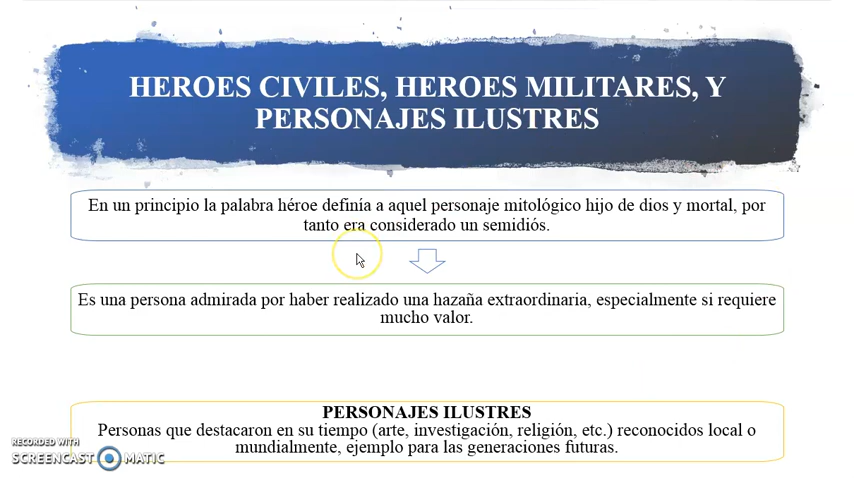 HEROES CIVILES, HEROES MILITARES, Y
PERSONAJES ILUSTRES
En un principio la palabra héroe definía a aquel personaje mitológico hijo de dios y mortal, por
tanto era considerado un semidiós.
Es una persona admirada por haber realizado una hazaña extraordinaria, especialmente si requiere
mucho valor.
PERSONAJES ILUSTRES
Personas que destacaron en su tiempo (arte, investigación, religión, etc.) reconocidos local o
mundialmente, ejemplo para las generaciones futuras.
RECORDED WITH
SCREENCAST MATIC